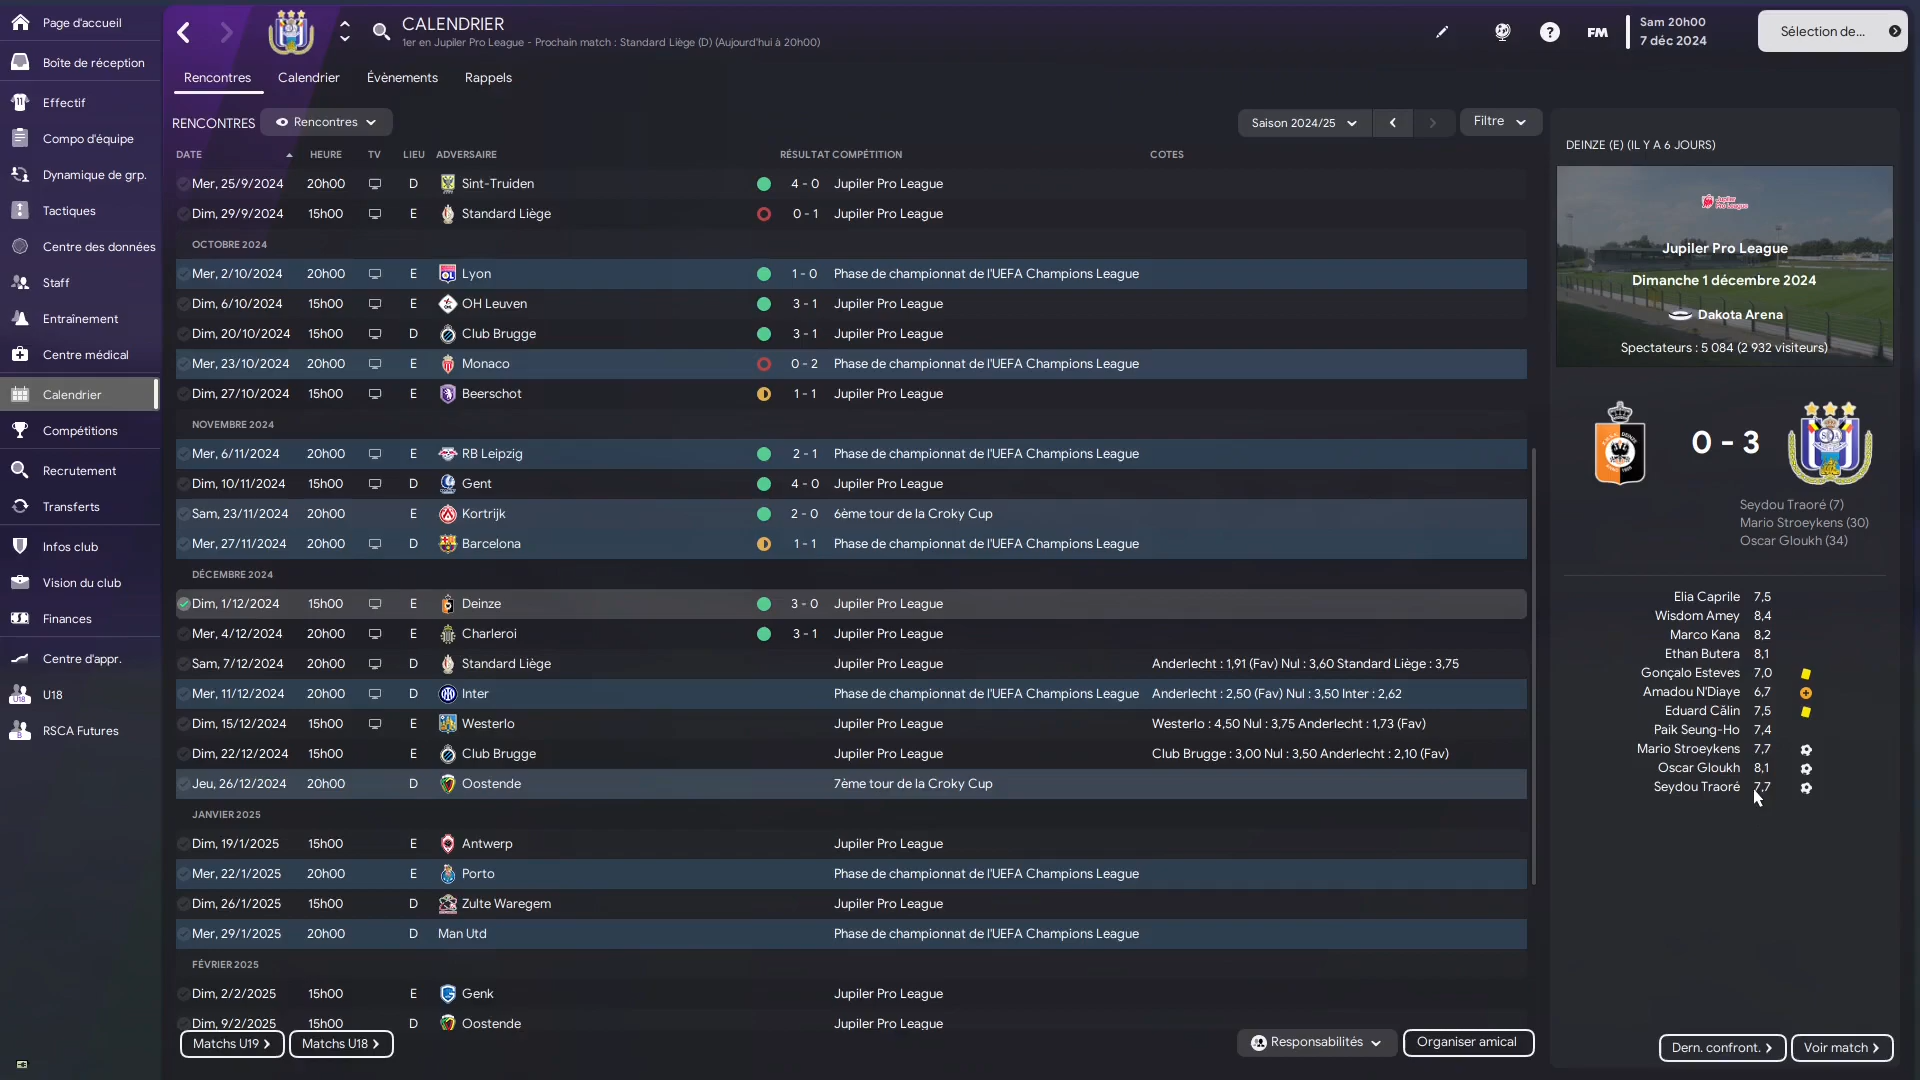 Page d'accueil
Boîte de réception
Effectif
Compo d'équipe
Dynamique de grp.
Tactiques
Centre des données
Staff
Entraînement
Centre médical
Calendrier
Compétitions
Recrutement
Transferts
Infos club
Vision du club
Finances
Centre d'appr.
U18
RSCA Futures
CALENDRIER
1er en Jupiler Pro League - Prochain match : Standard Liège (D) (Aujourd'hui à 20h00)
FM
Sam 20h00
7 déc 2024
Sélection de...
Rencontres Calendrier Évènements Rappels
RENCONTRES Rencontres Saison 2024/25 Filtre
DATE HEURE TV LIEU ADVERSAIRE RÉSULTAT COMPÉTITION COTES
Mer, 25/9/2024 20h00 D Sint-Truiden 4 - 0 Jupiler Pro League
Dim, 29/9/2024 15h00 E Standard Liège 0 - 1 Jupiler Pro League
OCTOBRE 2024
Mer, 2/10/2024 20h00 E Lyon 1 - 0 Phase de championnat de l'UEFA Champions League
Dim, 6/10/2024 15h00 E OH Leuven 3 - 1 Jupiler Pro League
Dim, 20/10/2024 15h00 D Club Brugge 3 - 1 Jupiler Pro League
Mer, 23/10/2024 20h00 E Monaco 0 - 2 Phase de championnat de l'UEFA Champions League
Dim, 27/10/2024 15h00 E Beerschot 1 - 1 Jupiler Pro League
NOVEMBRE 2024
Mer, 6/11/2024 20h00 E RB Leipzig 2 - 1 Phase de championnat de l'UEFA Champions League
Dim, 10/11/2024 15h00 D Gent 4 - 0 Jupiler Pro League
Sam, 23/11/2024 20h00 E Kortrijk 2 - 0 6ème tour de la Croky Cup
Mer, 27/11/2024 20h00 D Barcelona 1 - 1 Phase de championnat de l'UEFA Champions League
DÉCEMBRE 2024
Dim, 1/12/2024 15h00 E Deinze 3 - 0 Jupiler Pro League
Mer, 4/12/2024 20h00 E Charleroi 3 - 1 Jupiler Pro League
Sam, 7/12/2024 20h00 D Standard Liège Jupiler Pro League Anderlecht : 1,91 (Fav) Nul : 3,60 Standard Liège : 3,75
Mer, 11/12/2024 20h00 D Inter Phase de championnat de l'UEFA Champions League Anderlecht : 2,50 (Fav) Nul : 3,50 Inter : 2,62
Dim, 15/12/2024 15h00 E Westerlo Jupiler Pro League Westerlo : 4,50 Nul : 3,75 Anderlecht : 1,73 (Fav)
Dim, 22/12/2024 15h00 E Club Brugge Jupiler Pro League Club Brugge : 3,00 Nul : 3,50 Anderlecht : 2,10 (Fav)
Jeu, 26/12/2024 20h00 D Oostende 7ème tour de la Croky Cup
JANVIER 2025
Dim, 19/1/2025 15h00 E Antwerp Jupiler Pro League
Mer, 22/1/2025 20h00 E Porto Phase de championnat de l'UEFA Champions League
Dim, 26/1/2025 15h00 D Zulte Waregem Jupiler Pro League
Mer, 29/1/2025 20h00 D Man Utd Phase de championnat de l'UEFA Champions League
FÉVRIER 2025
Dim, 2/2/2025 15h00 E Genk Jupiler Pro League
Dim, 9/2/2025 15h00 D Oostende Jupiler Pro League
Matchs U19 Matchs U18 Responsabilités Organiser amical
DEINZE (E) (IL Y A 6 JOURS)
Jupiler Pro League
Jupiler Pro League
Dimanche 1 décembre 2024
Dakota Arena
Spectateurs : 5 084 (2 932 visiteurs)
0 - 3
Seydou Traoré (7)
Mario Stroeykens (30)
Oscar Gloukh (34)
Elia Caprile 7,5
Wisdom Amey 8,4
Marco Kana 8,2
Ethan Butera 8,1
Gonçalo Esteves 7,0
Amadou N'Diaye 6,7
Eduard Călin 7,5
Paik Seung-Ho 7,4
Mario Stroeykens 7,7
Oscar Gloukh 8,1
Seydou Traoré 7,7
Dern. confront. Voir match